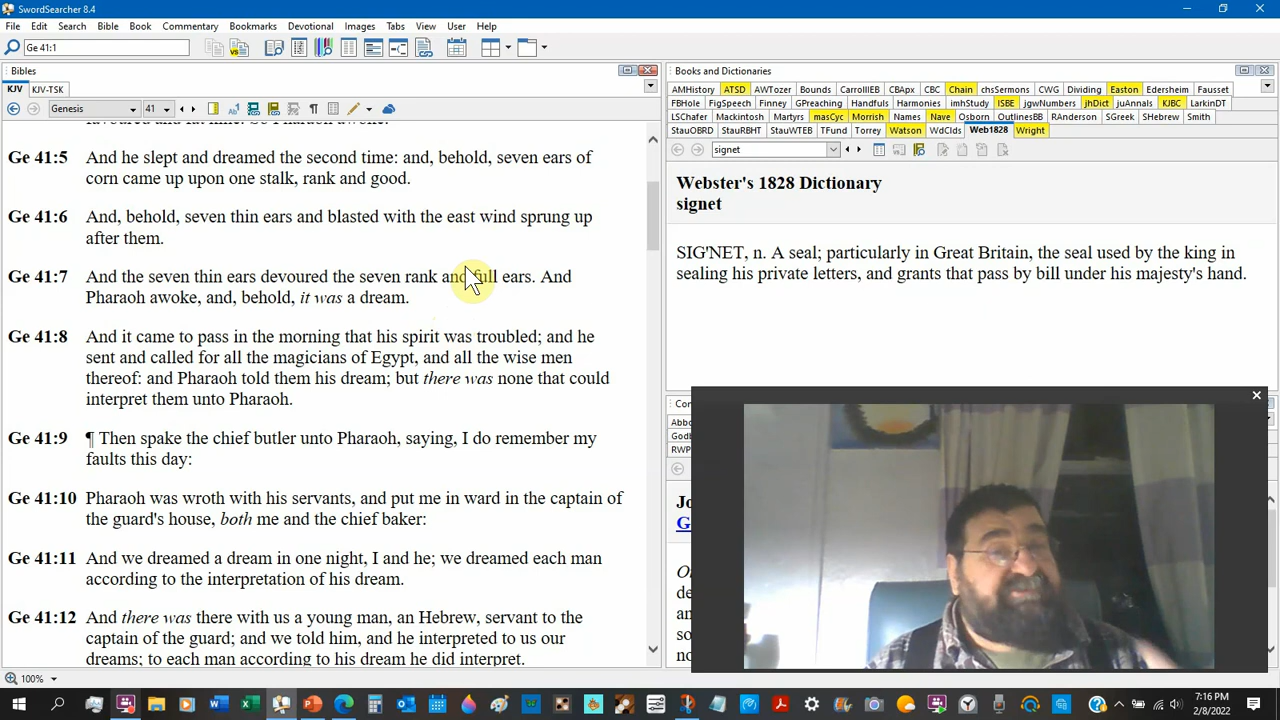 SwordSearcher 8.4
File Edit Search Bible Book Commentary Bookmarks Devotional Images Tabs View User Help
Ge 41:1
Bibles
KJV KJV-TSK
Genesis 41
favoured and fat kine. So Pharaoh awoke.
Ge 41:5 And he slept and dreamed the second time: and, behold, seven ears of
corn came up upon one stalk, rank and good.
Ge 41:6 And, behold, seven thin ears and blasted with the east wind sprung up
after them.
Ge 41:7 And the seven thin ears devoured the seven rank and full ears. And
Pharaoh awoke, and, behold, it was a dream.
Ge 41:8 And it came to pass in the morning that his spirit was troubled; and he
sent and called for all the magicians of Egypt, and all the wise men
thereof: and Pharaoh told them his dream; but there was none that could
interpret them unto Pharaoh.
Ge 41:9 ¶ Then spake the chief butler unto Pharaoh, saying, I do remember my
faults this day:
Ge 41:10 Pharaoh was wroth with his servants, and put me in ward in the captain of
the guard's house, both me and the chief baker:
Ge 41:11 And we dreamed a dream in one night, I and he; we dreamed each man
according to the interpretation of his dream.
Ge 41:12 And there was there with us a young man, an Hebrew, servant to the
captain of the guard; and we told him, and he interpreted to us our
dreams; to each man according to his dream he did interpret.
100%
Books and Dictionaries
AMHistory ATSD AWTozer Bounds CarrollIEB CBApx CBC Chain chsSermons CWG Dividing Easton Edersheim Fausset
FBHole FigSpeech Finney GPreaching Handfuls Harmonies imhStudy ISBE jgwNumbers jhDict juAnnals KJBC LarkinDT
LSChafer Mackintosh Martyrs masCyc Morrish Names Nave Osborn OutlinesBB RAnderson SGreek SHebrew Smith
StauOBRD StauRBHT StauWTEB TFund Torrey Watson WdClds Web1828 Wright
signet
Webster's 1828 Dictionary
signet
SIG'NET, n. A seal; particularly in Great Britain, the seal used by the king in
sealing his private letters, and grants that pass by bill under his majesty's hand.
7:16 PM
2/8/2022